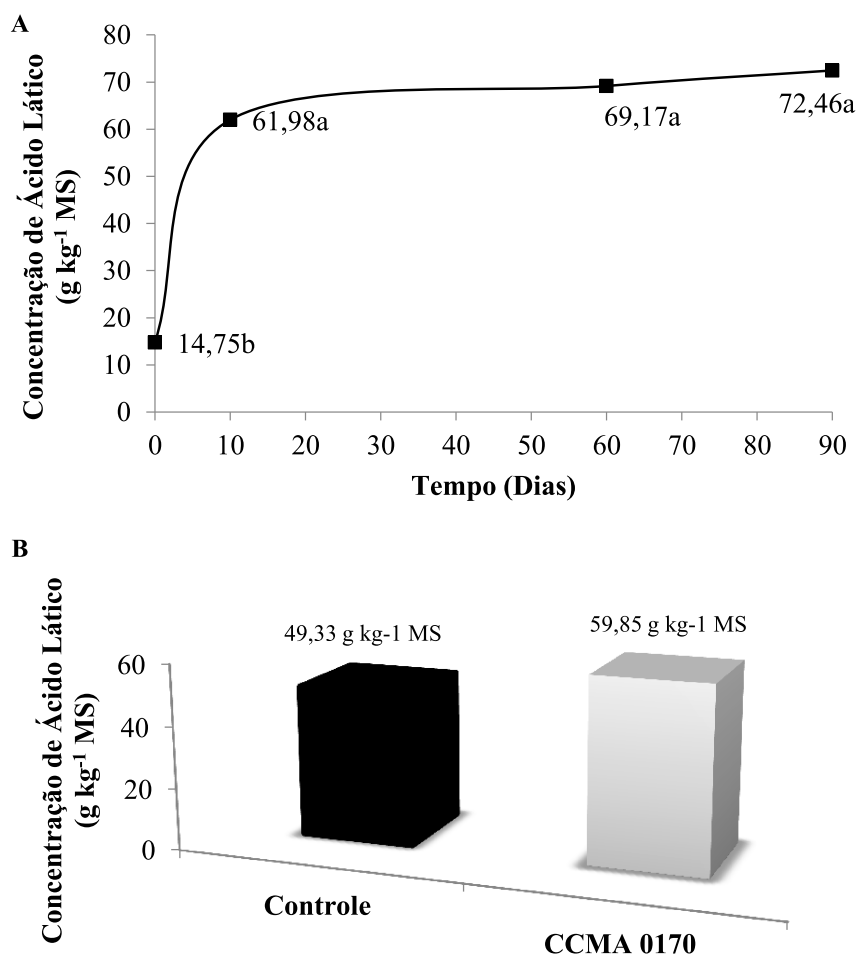 A
Concentração de Ácido Lático
(g kg-1 MS)
80
70
60
50
40
30
20
10
0
61,98a
69,17a
72,46a
14,75b
0 10 20 30 40 50 60 70 80 90
Tempo (Dias)
B
Concentração de Ácido Lático
(g kg-1 MS)
49,33 g kg-1 MS
59,85 g kg-1 MS
60
40
20
0
Controle
CCMA 0170